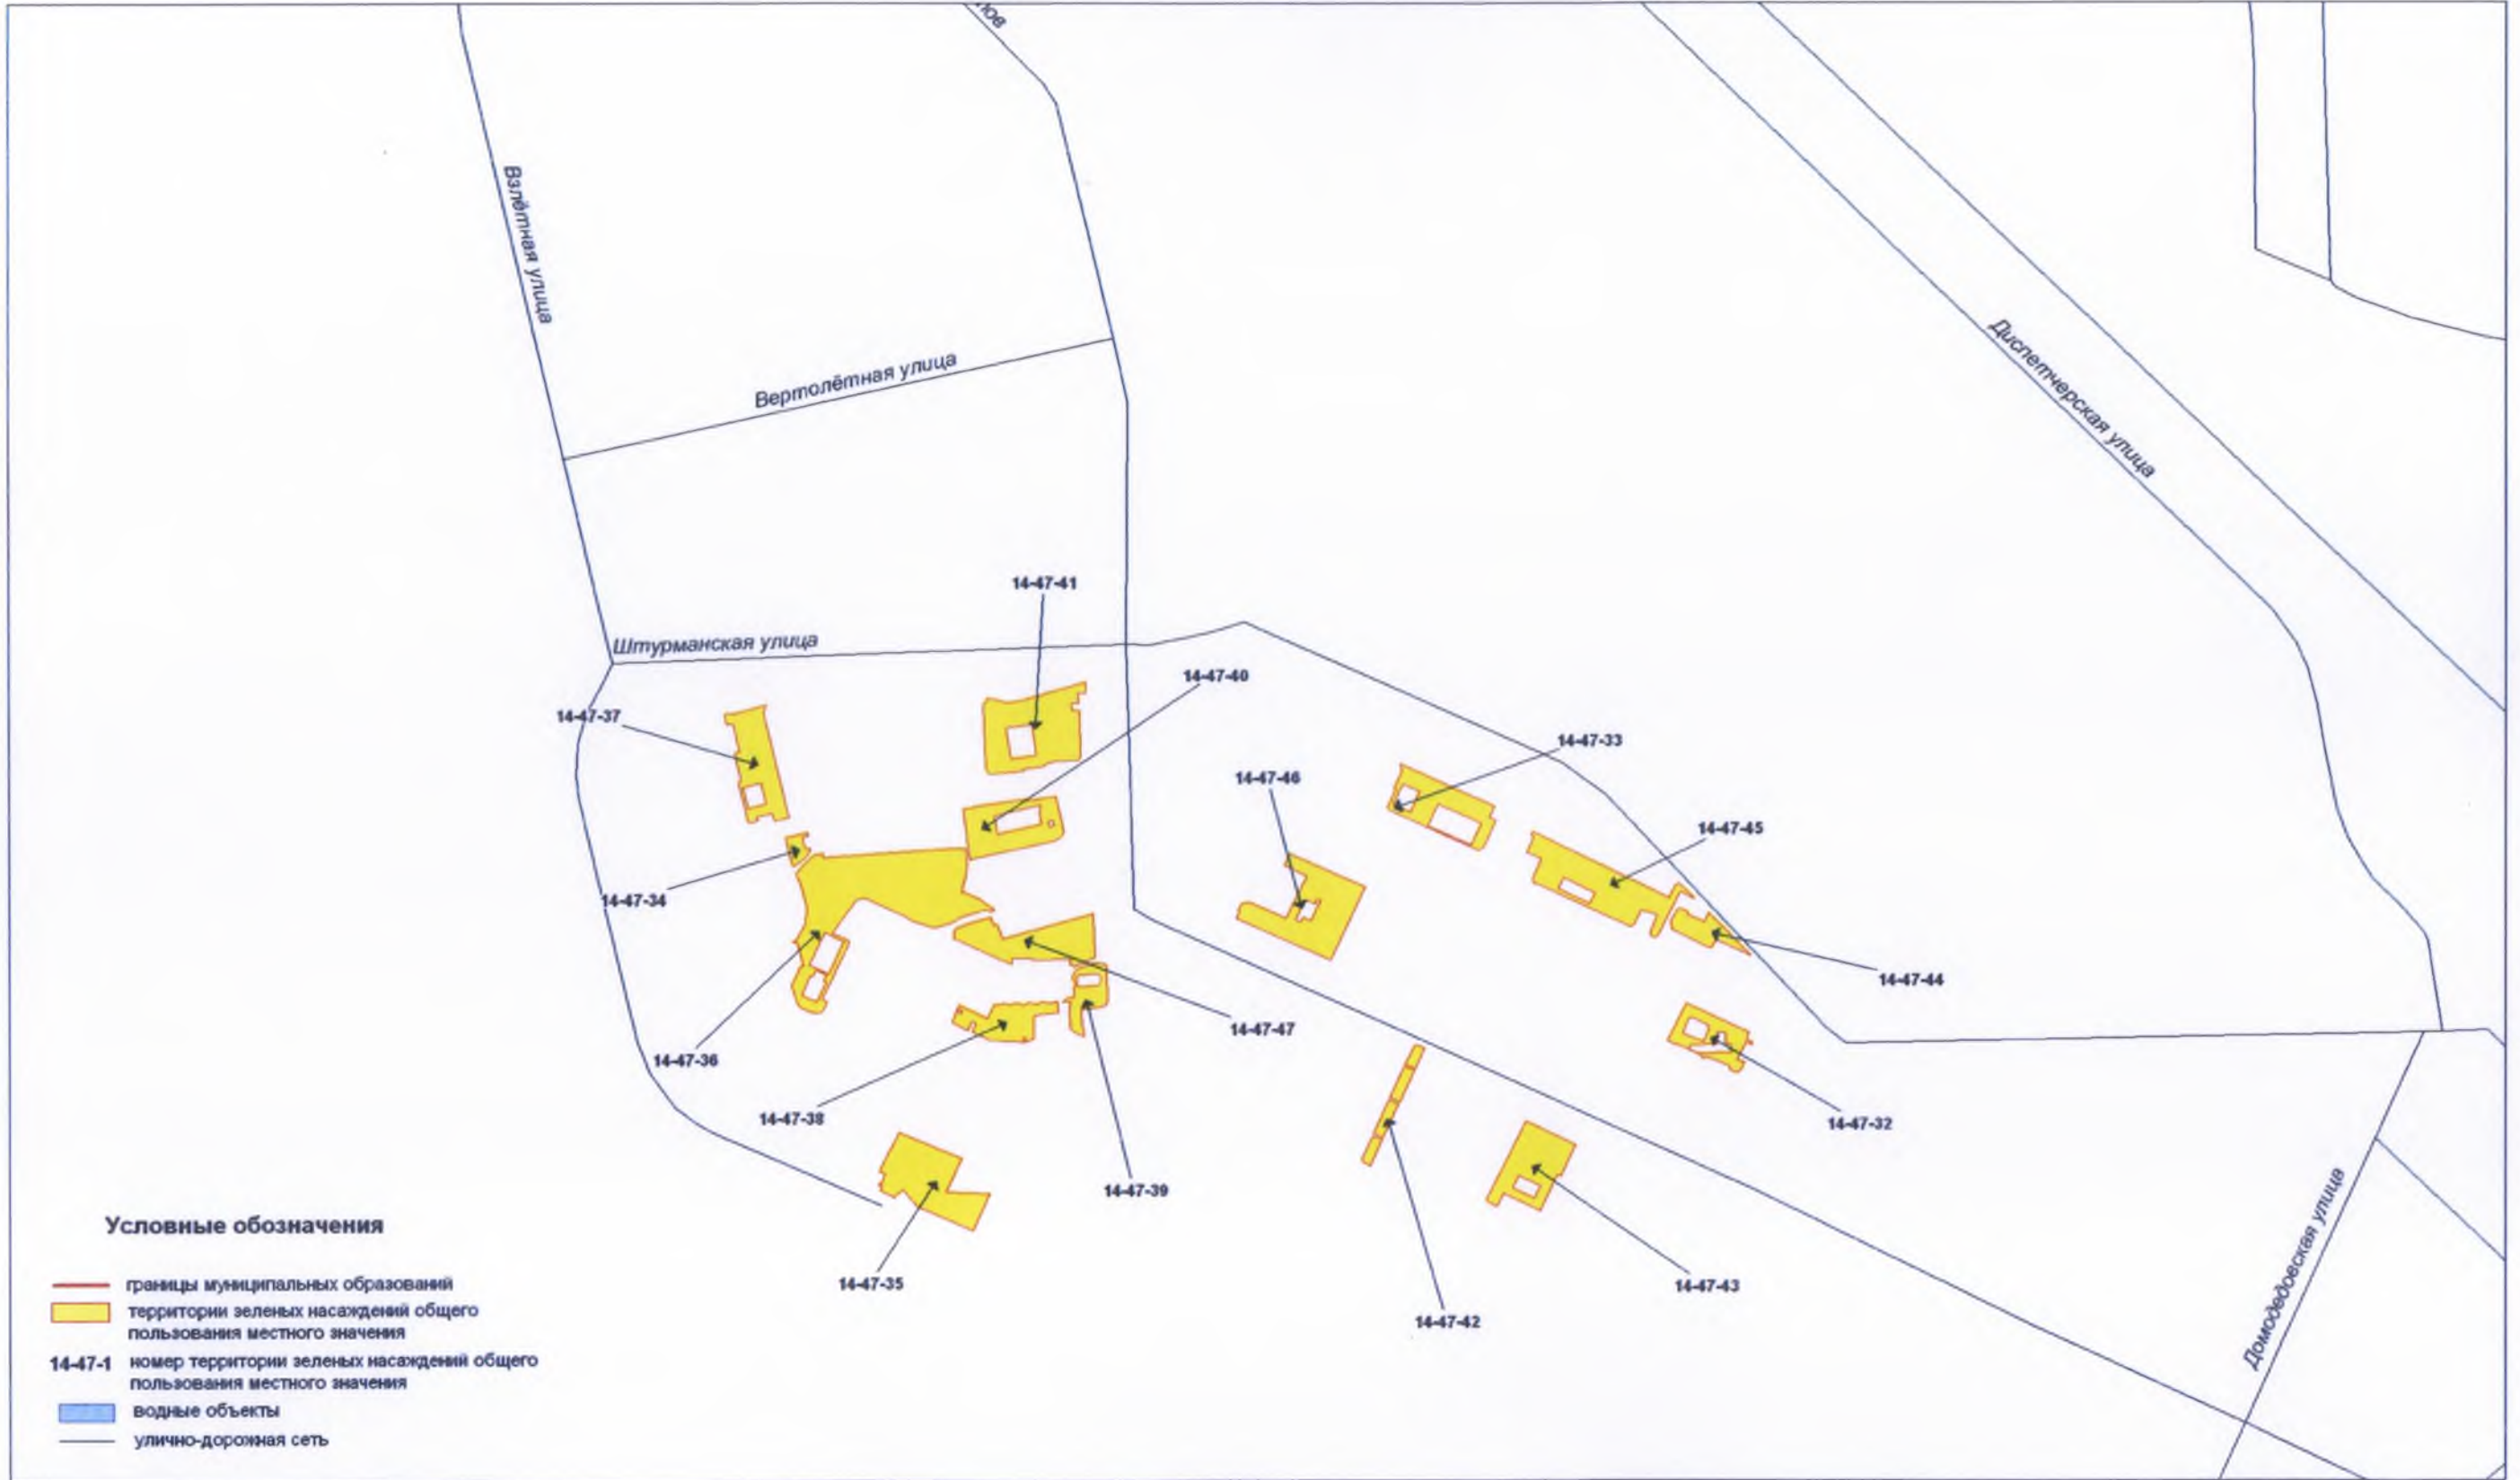 Взлётная улица
Вертолётная улица
Диспетчерская улица
14-47-41
Штурманская улица
14-47-40
14-47-37
14-47-33
14-47-46
14-47-45
14-47-34
14-47-44
14-47-47
14-47-36
14-47-38
14-47-32
14-47-39
Домодедовская улица
14-47-35
14-47-43
14-47-42
Условные обозначения
границы муниципальных образований
территории зеленых насаждений общего
пользования местного значения
14-47-1 номер территории зеленых насаждений общего
пользования местного значения
водные объекты
улично-дорожная сеть